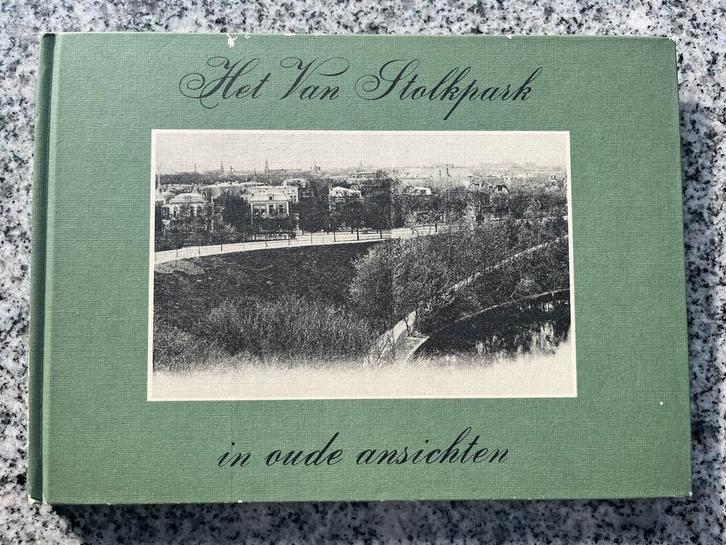 Het Van Stolkpark
in oude ansichten